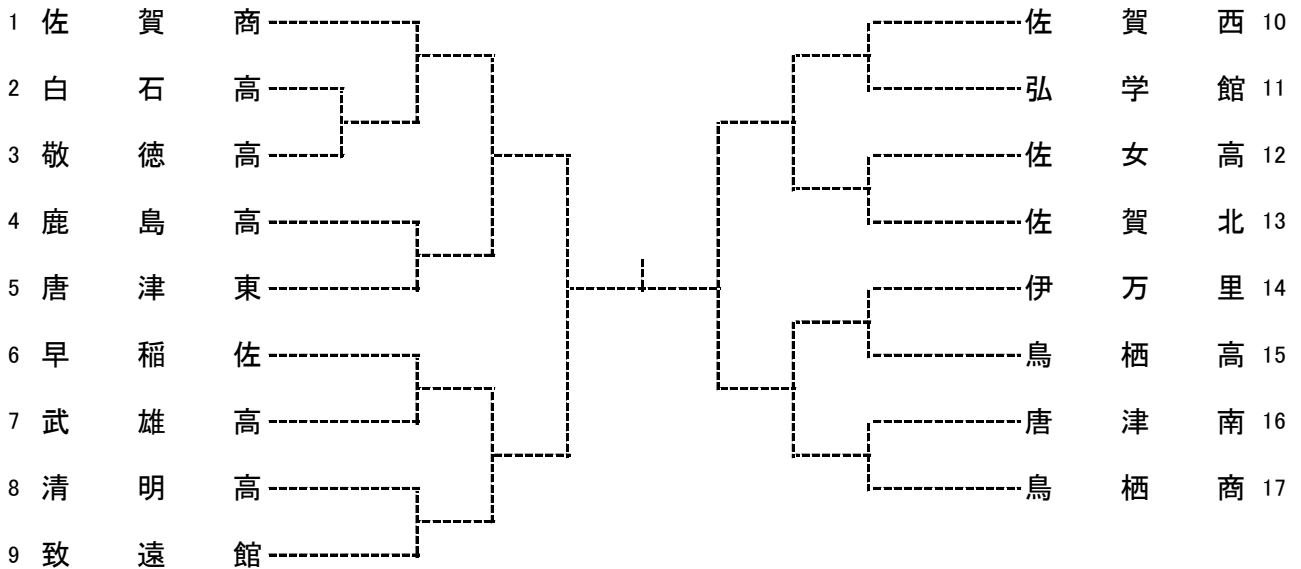 1 佐賀商
2 白石高
3 敬徳高
4 鹿島高
5 唐津東
6 早稲佐
7 武雄高
8 清明高
9 致遠館
佐賀西 10
弘学館 11
佐女高 12
佐賀北 13
伊万里 14
鳥栖高 15
唐津南 16
鳥栖商 17